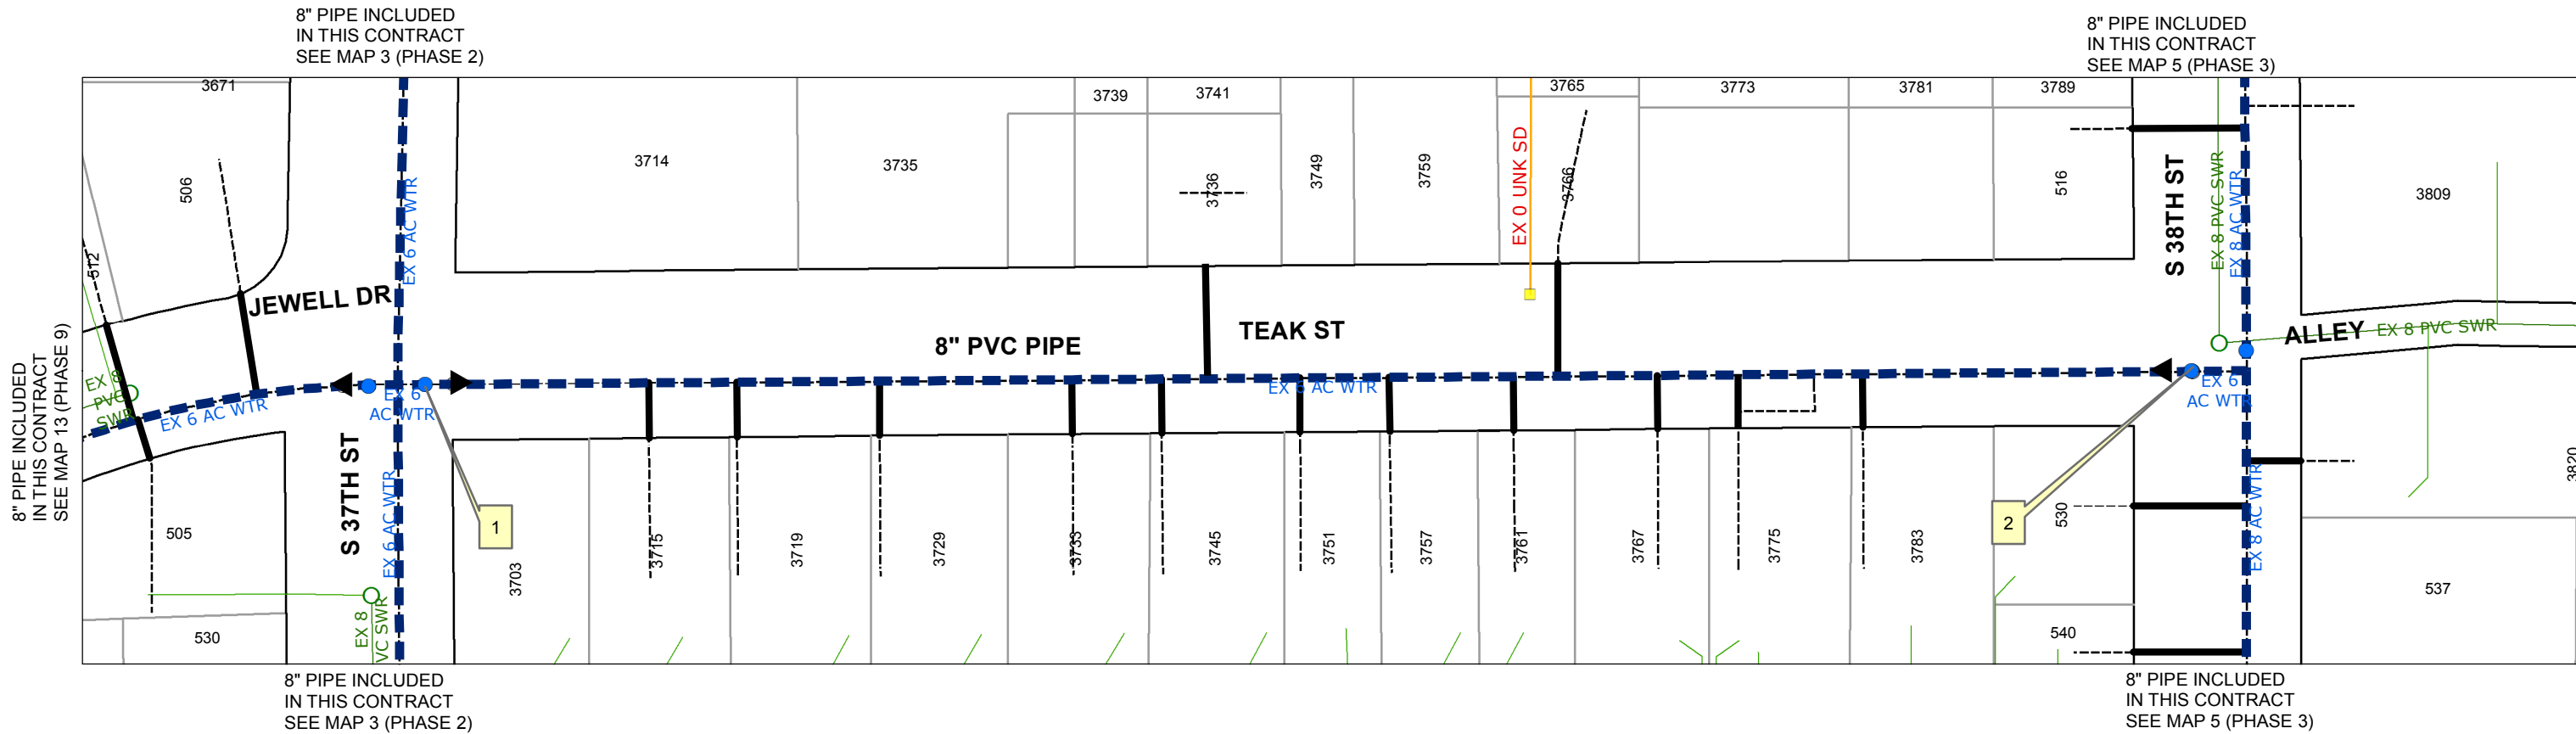 8" PIPE INCLUDED
IN THIS CONTRACT
SEE MAP 3 (PHASE 2)
8" PIPE INCLUDED
IN THIS CONTRACT
SEE MAP 5 (PHASE 3)
3671
3739
3741
3765
3773
3781
3789
506
3714
3735
3736
3749
3759
EX 0 UNK SD
3766
516
S 38TH ST
EX 8 PVC SWR
EX 8 AC WTR
3809
512
EX 6 AC WTR
JEWELL DR
8" PVC PIPE
TEAK ST
ALLEY
EX 8 PVC SWR
8" PIPE INCLUDED
IN THIS CONTRACT
SEE MAP 13 (PHASE 9)
EX 8
PVC
SWR
EX 6 AC WTR
EX 6
AC WTR
EX 6 AC WTR
EX 6
AC WTR
S 37TH ST
EX 6 AC WTR
1
2
505
3703
3715
3719
3729
3733
3745
3751
3757
3761
3767
3775
3783
530
EX 8 AC WTR
3820
537
530
EX 8
VC SWR
540
8" PIPE INCLUDED
IN THIS CONTRACT
SEE MAP 3 (PHASE 2)
8" PIPE INCLUDED
IN THIS CONTRACT
SEE MAP 5 (PHASE 3)